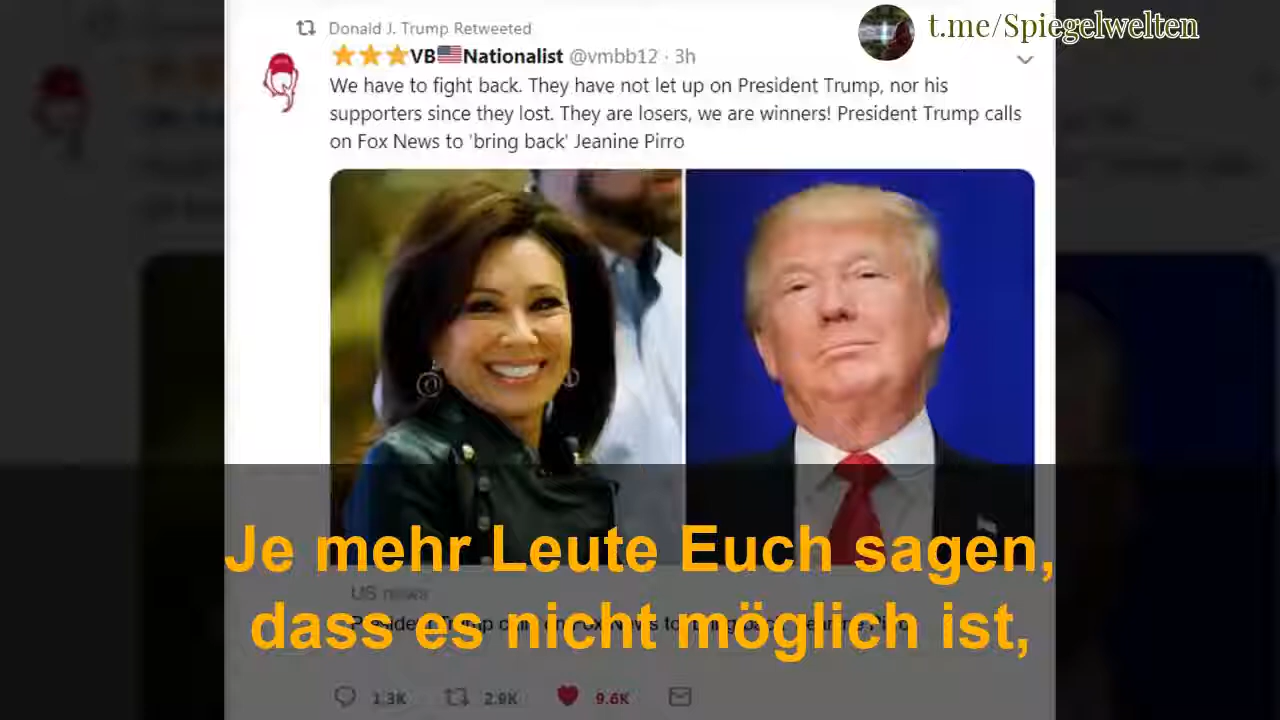 Donald J. Trump Retweeted
t.me/Spiegelwelten
VB Nationalist @vmbb12 · 3h
We have to fight back. They have not let up on President Trump, nor his
supporters since they lost. They are losers, we are winners! President Trump calls
on Fox News to 'bring back' Jeanine Pirro
Je mehr Leute Euch sagen,
US news
dass es nicht möglich ist,
1.3K 2.9K 9.6K